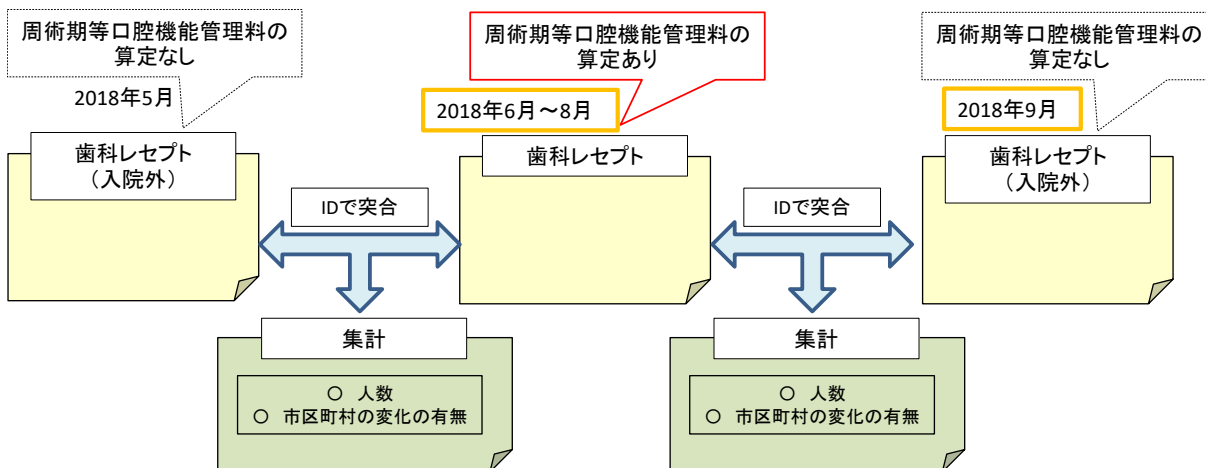 周術期等口腔機能管理料の
算定なし
2018年5月
歯科レセプト
(入院外)
周術期等口腔機能管理料の
算定あり
2018年6月~8月
歯科レセプト
周術期等口腔機能管理料の
算定なし
2018年9月
歯科レセプト
(入院外)
IDで突合
IDで突合
集計
○ 人数
○ 市区町村の変化の有無
集計
○ 人数
○ 市区町村の変化の有無